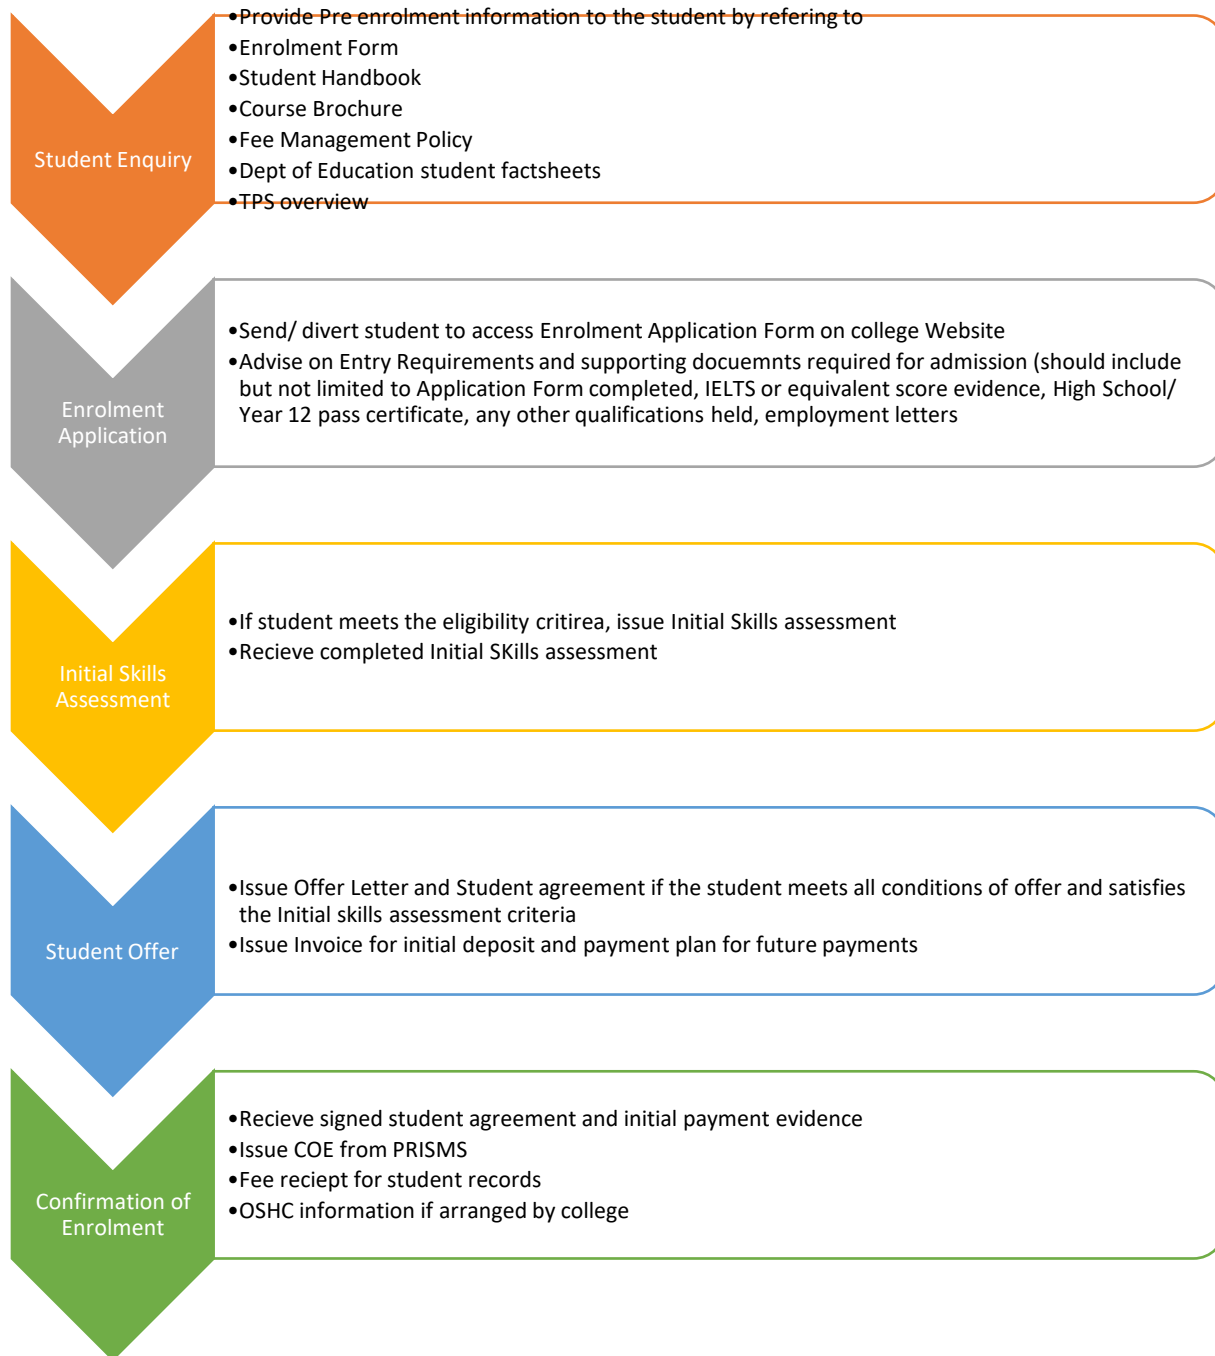 Student Enquiry
•Provide Pre enrolment information to the student by refering to
•Enrolment Form
•Student Handbook
•Course Brochure
•Fee Management Policy
•Dept of Education student factsheets
•TPS overview
Enrolment
Application
•Send/ divert student to access Enrolment Application Form on college Website
•Advise on Entry Requirements and supporting docuemnts required for admission (should include
but not limited to Application Form completed, IELTS or equivalent score evidence, High School/
Year 12 pass certificate, any other qualifications held, employment letters
Initial Skills
Assessment
•If student meets the eligibility critirea, issue Initial Skills assessment
•Recieve completed Initial SKills assessment
Student Offer
•Issue Offer Letter and Student agreement if the student meets all conditions of offer and satisfies
the Initial skills assessment criteria
•Issue Invoice for initial deposit and payment plan for future payments
Confirmation of
Enrolment
•Recieve signed student agreement and initial payment evidence
•Issue COE from PRISMS
•Fee reciept for student records
•OSHC information if arranged by college